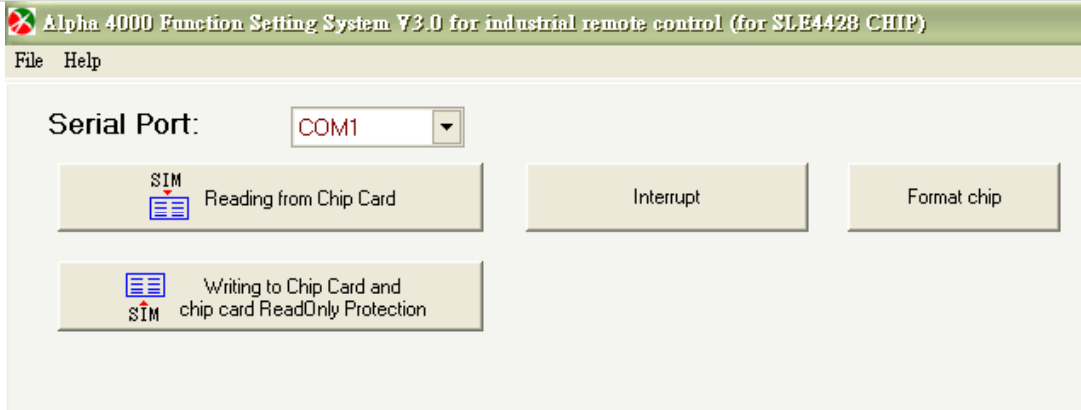 Alpha 4000 Function Setting System V3.0 for industrial remote control (for SLE4428 CHIP)
File Help
Serial Port: COM1
SIM
Reading from Chip Card
Interrupt
Format chip
Writing to Chip Card and
chip card ReadOnly Protection
SIM